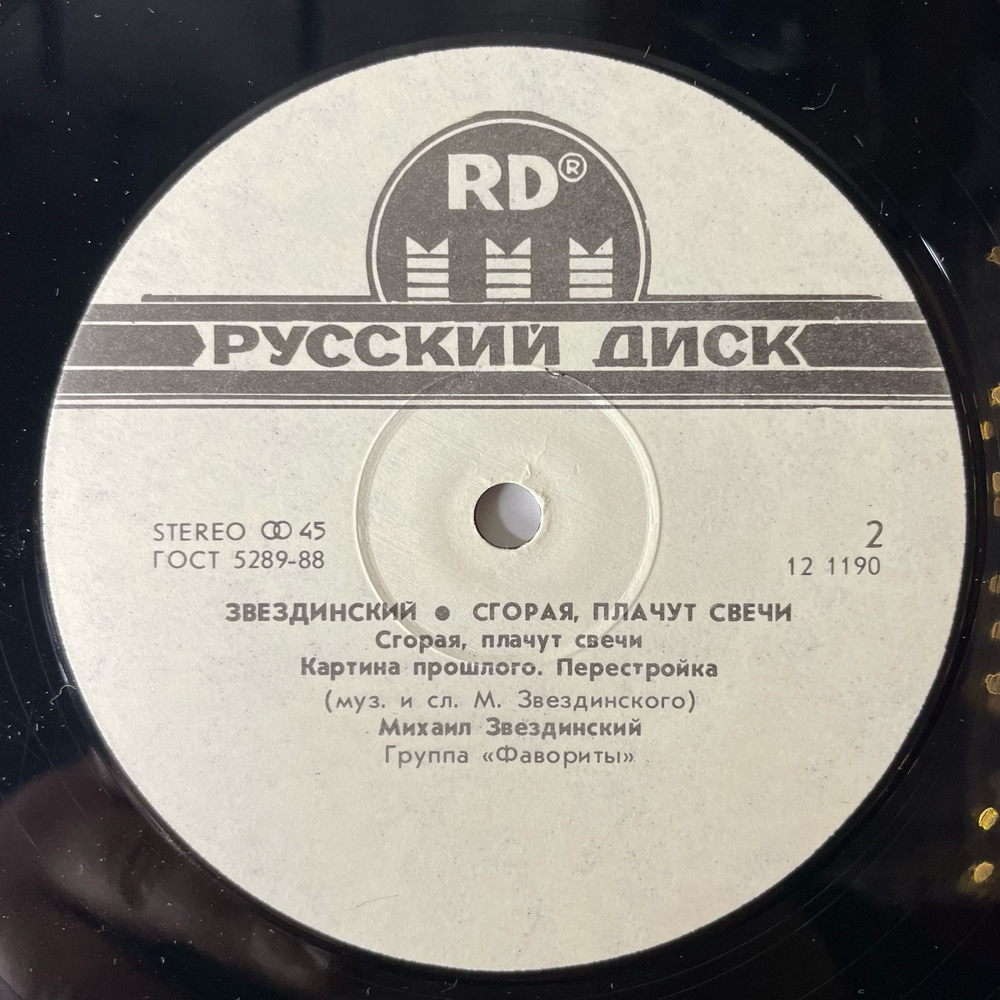 RD®
РУССКИЙ ДИСК
STEREO 45
ГОСТ 5289-88
2
12 1190
ЗВЕЗДИНСКИЙ ● СГОРАЯ, ПЛАЧУТ СВЕЧИ
Сгорая, плачут свечи
Картина прошлого. Перестройка
(муз. и сл. М. Звездинского)
Михаил Звездинский
Группа «Фавориты»